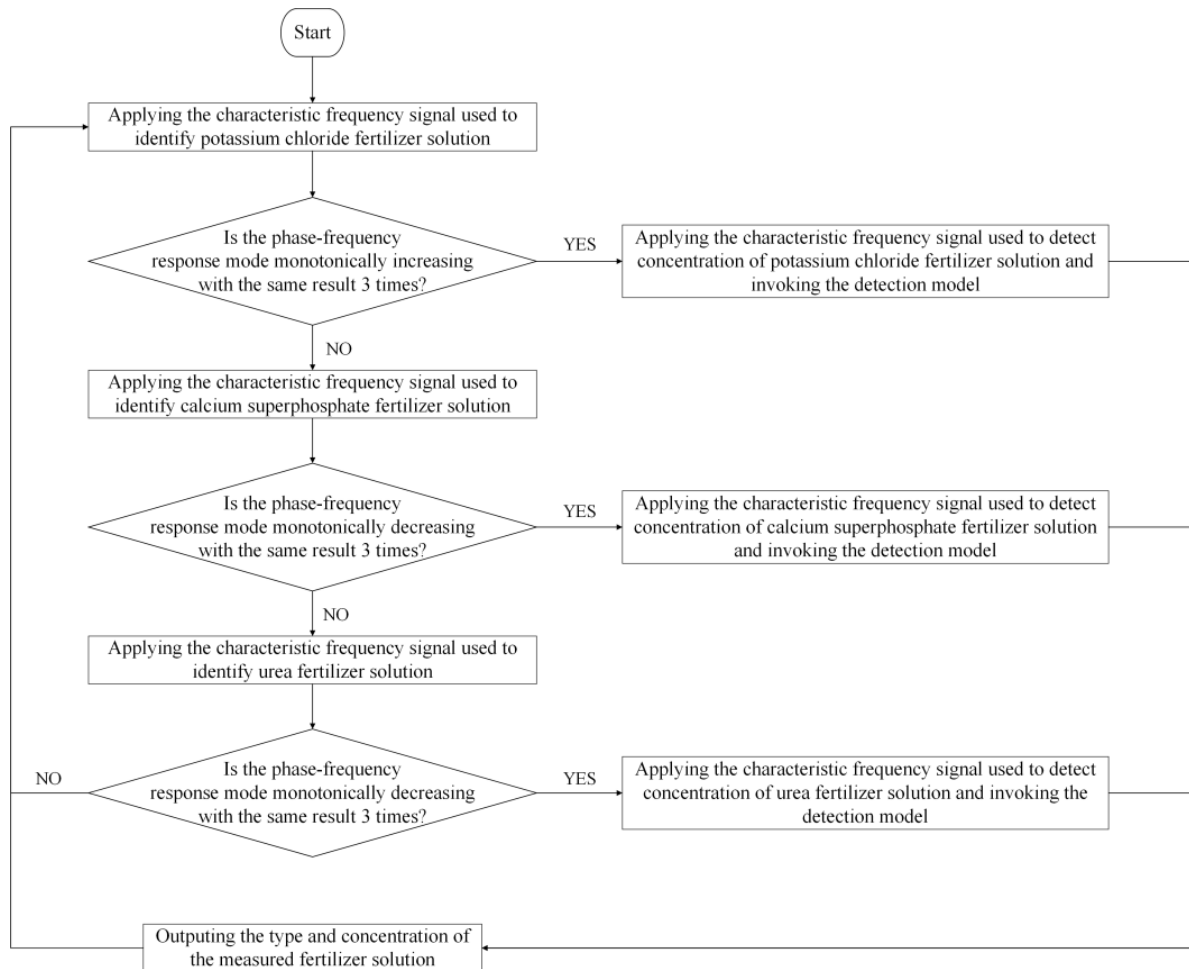 Start
Applying the characteristic frequency signal used to
identify potassium chloride fertilizer solution
Is the phase-frequency
response mode monotonically increasing
with the same result 3 times?
YES
Applying the characteristic frequency signal used to detect
concentration of potassium chloride fertilizer solution and
invoking the detection model
NO
Applying the characteristic frequency signal used to
identify calcium superphosphate fertilizer solution
Is the phase-frequency
response mode monotonically decreasing
with the same result 3 times?
YES
Applying the characteristic frequency signal used to detect
concentration of calcium superphosphate fertilizer solution
and invoking the detection model
NO
Applying the characteristic frequency signal used to
identify urea fertilizer solution
NO
Is the phase-frequency
response mode monotonically decreasing
with the same result 3 times?
YES
Applying the characteristic frequency signal used to detect
concentration of urea fertilizer solution and invoking the
detection model
Outputing the type and concentration of
the measured fertilizer solution